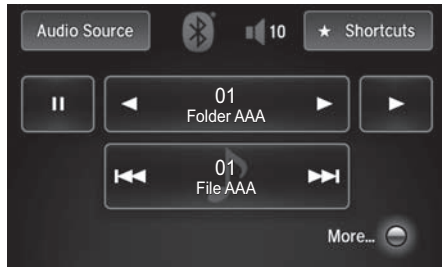 Audio Source
10
★ Shortcuts
01
Folder AAA
01
File AAA
More...